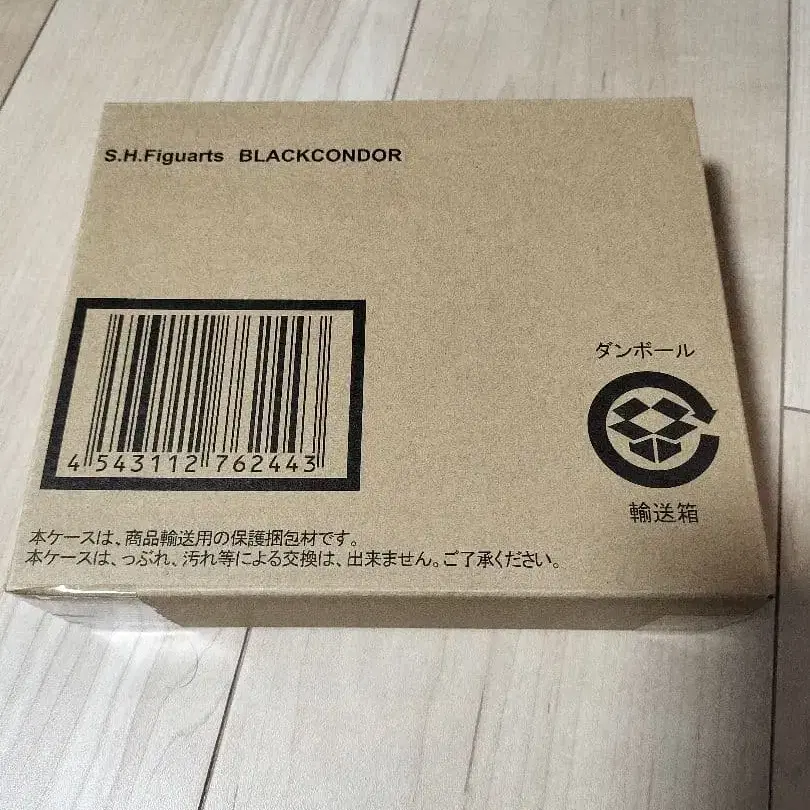 S.H.Figuarts BLACKCONDOR
ダンボール
4 543112 762443
輸送箱
本ケースは、商品輸送用の保護梱包材です。
本ケースは、つぶれ、汚れ等による交換は、出来ません。ご了承ください。